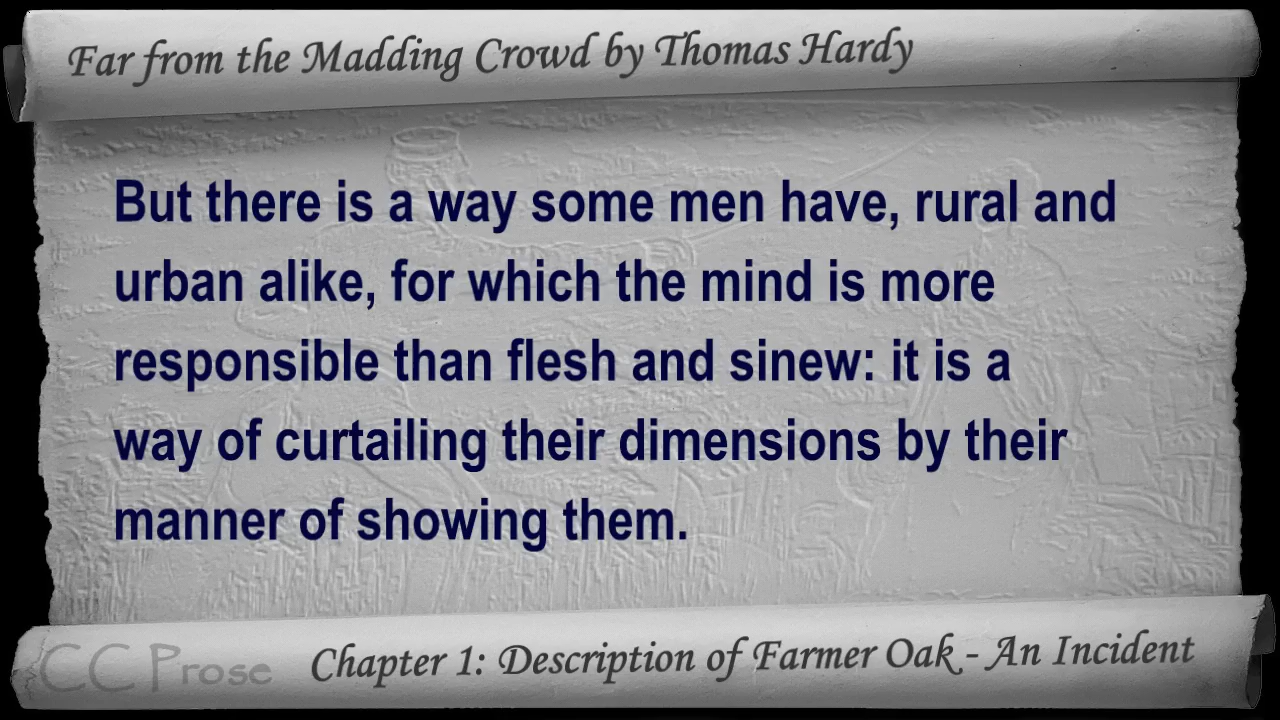 Far from the Madding Crowd by Thomas Hardy
But there is a way some men have, rural and
urban alike, for which the mind is more
responsible than flesh and sinew: it is a
way of curtailing their dimensions by their
manner of showing them.
CC Prose
Chapter 1: Description of Farmer Oak - An Incident